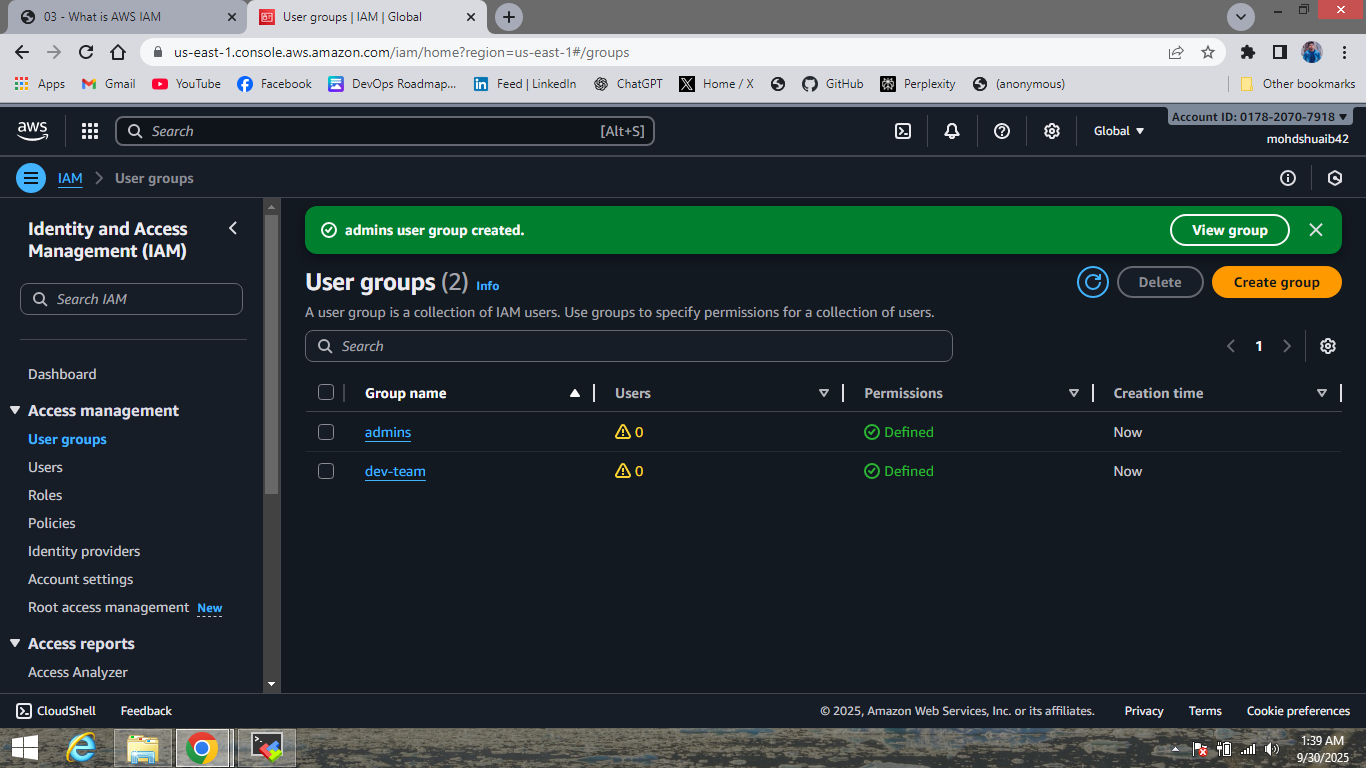 03 - What is AWS IAM
User groups | IAM | Global
us-east-1.console.aws.amazon.com/iam/home?region=us-east-1#/groups
Apps Gmail YouTube Facebook DevOps Roadmap... Feed | LinkedIn ChatGPT Home / X GitHub Perplexity (anonymous) Other bookmarks
aws
Search [Alt+S]
Global
Account ID: 0178-2070-7918
mohdshuaib42
IAM User groups
Identity and Access
Management (IAM)
Search IAM
Dashboard
Access management
User groups
Users
Roles
Policies
Identity providers
Account settings
Root access management New
Access reports
Access Analyzer
admins user group created.
View group
User groups (2) Info
Delete
Create group
A user group is a collection of IAM users. Use groups to specify permissions for a collection of users.
Search
1
Group name Users Permissions Creation time
admins 0 Defined Now
dev-team 0 Defined Now
CloudShell Feedback © 2025, Amazon Web Services, Inc. or its affiliates. Privacy Terms Cookie preferences
1:39 AM
9/30/2025